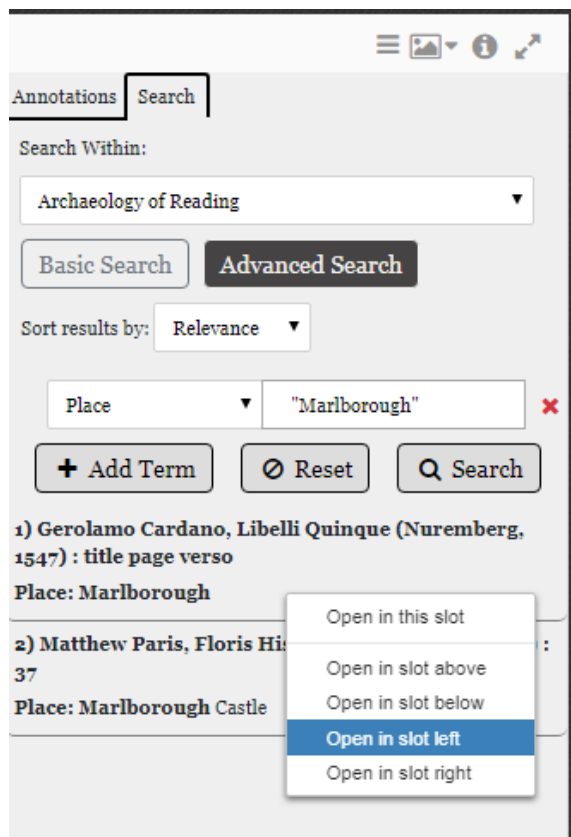 Annotations Search
Search Within:
Archaeology of Reading
Basic Search Advanced Search
Sort results by: Relevance
Place "Marlborough"
Add Term Reset Search
1) Gerolamo Cardano, Libelli Quinque (Nuremberg,
1547) : title page verso
Place: Marlborough
Open in this slot
2) Matthew Paris, Floris :
37
Place: Marlborough Castle
Open in slot above
Open in slot below
Open in slot left
Open in slot right